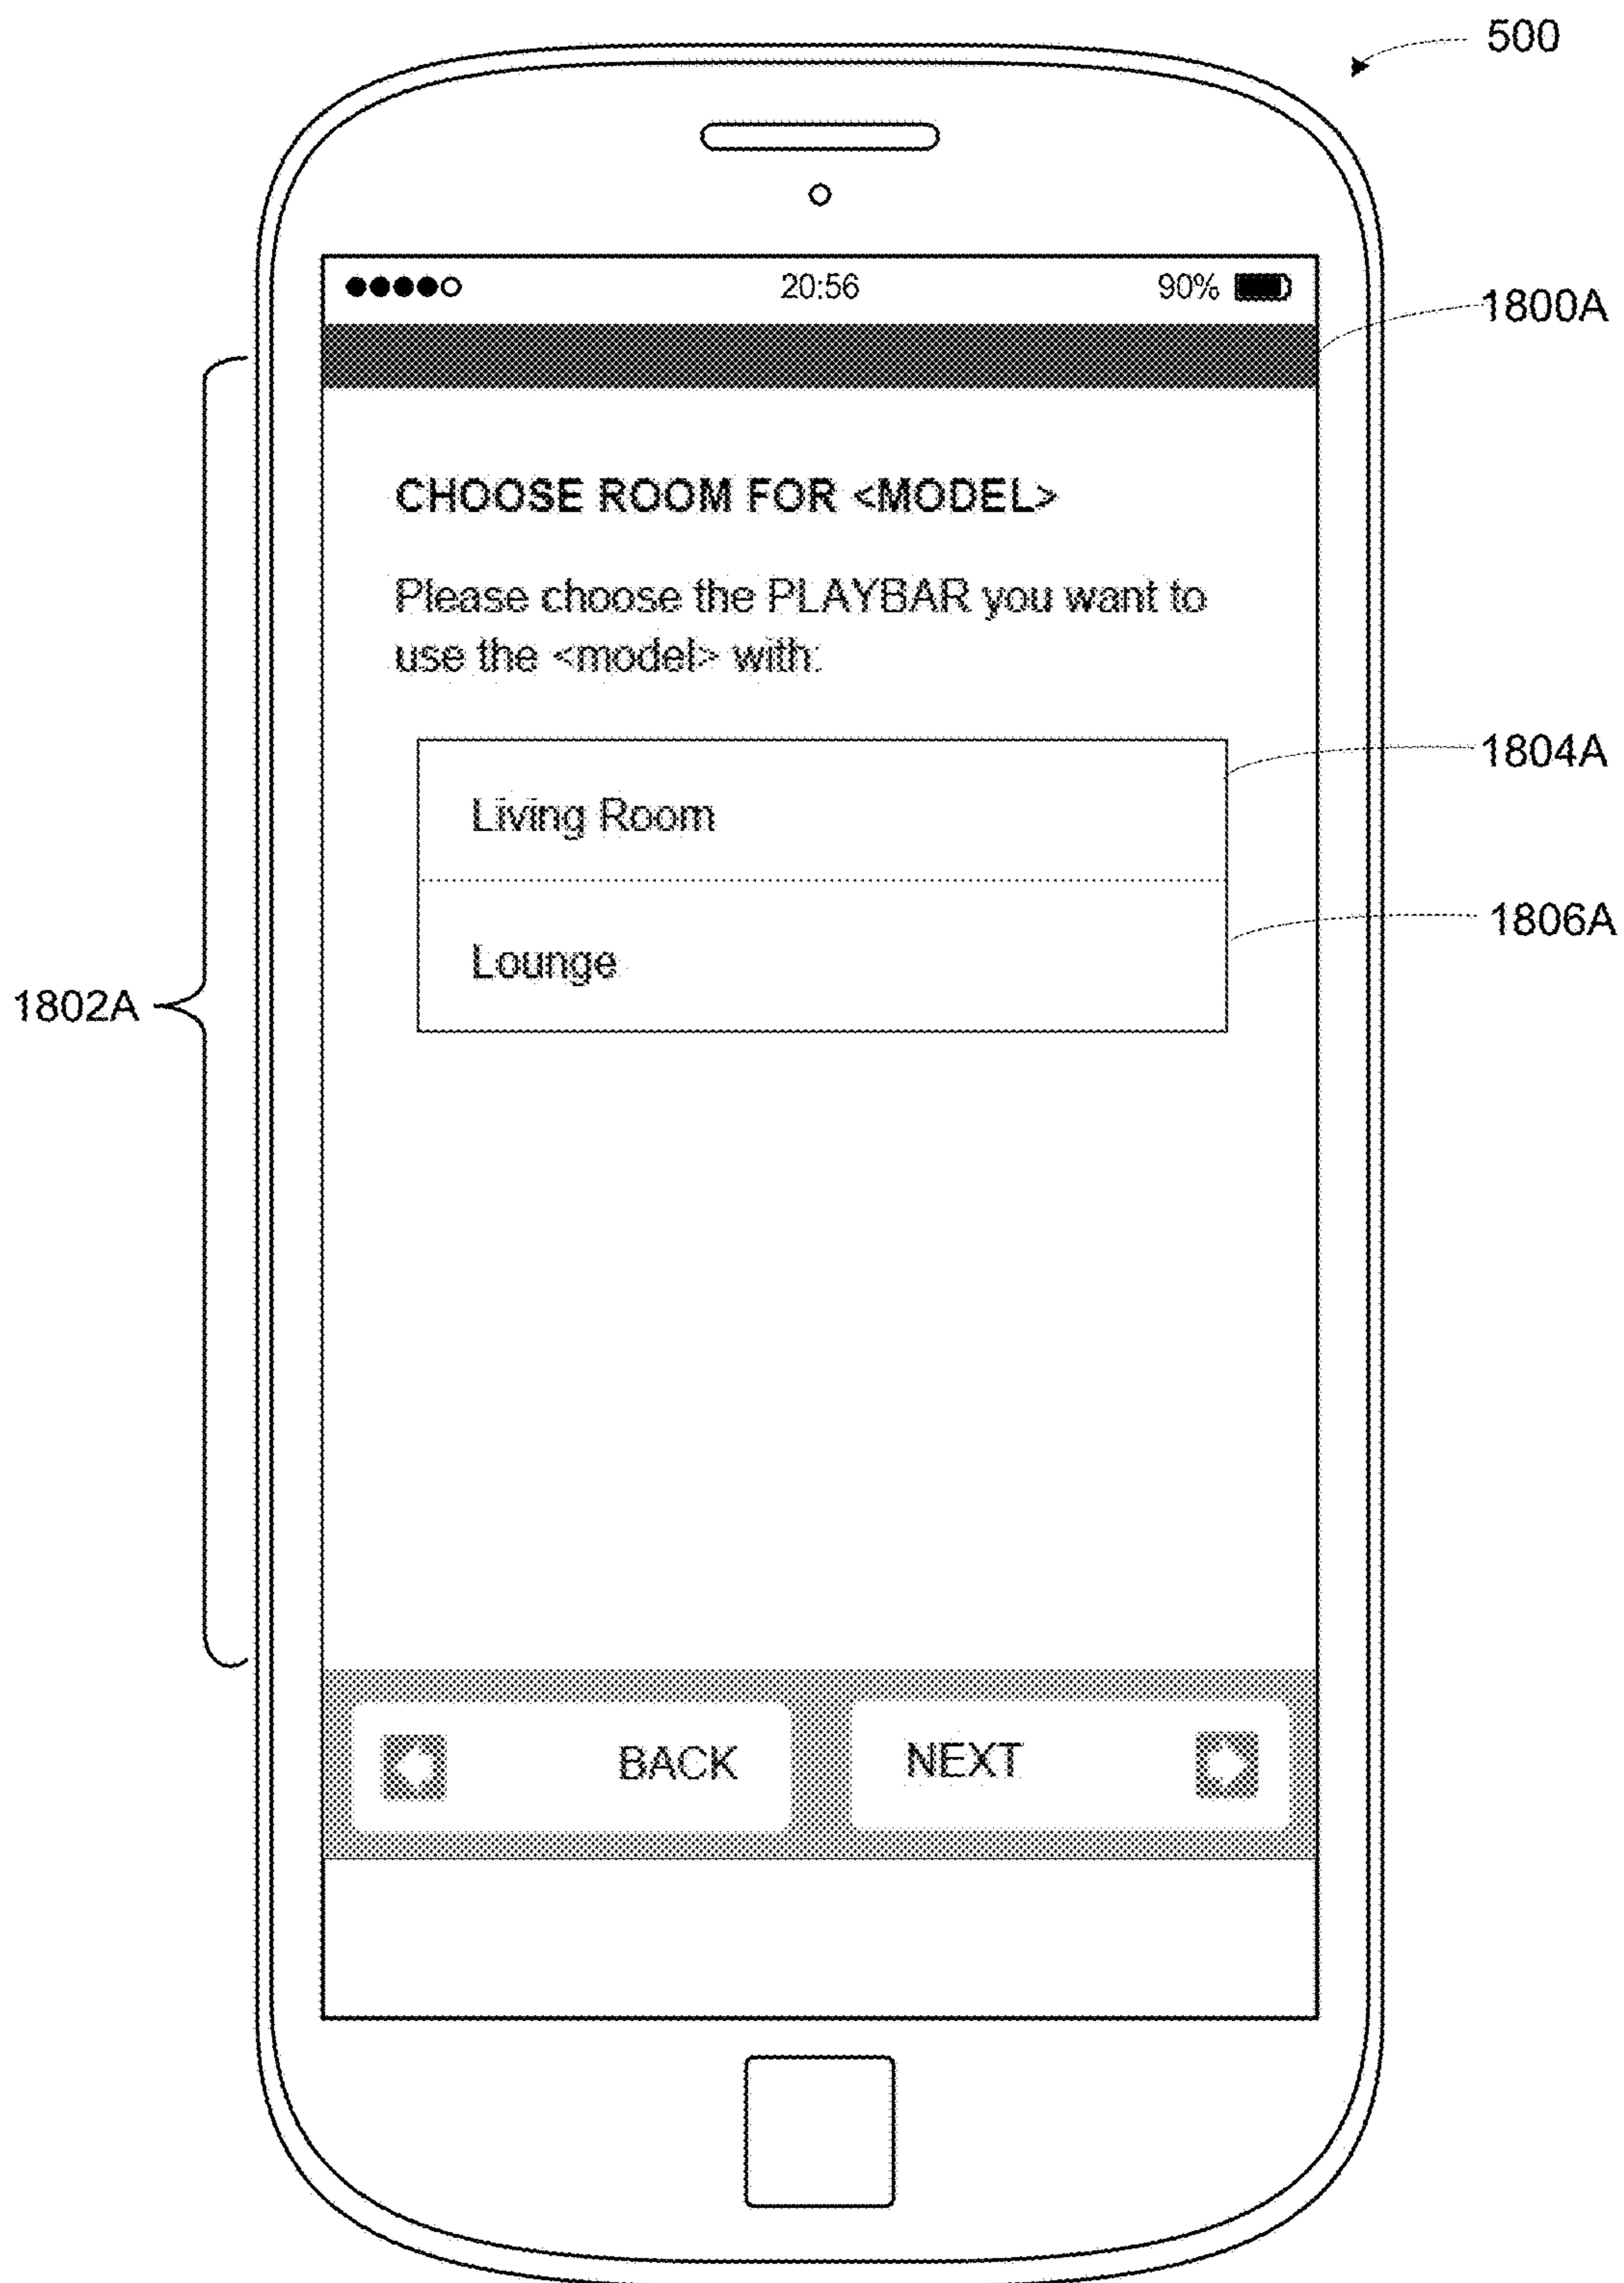 500
20:56
90%
1800A
CHOOSE ROOM FOR <MODEL>
Please choose the PLAYBAR you want to
use the <model> with:
1804A
Living Room
1806A
Lounge
1802A
BACK
NEXT